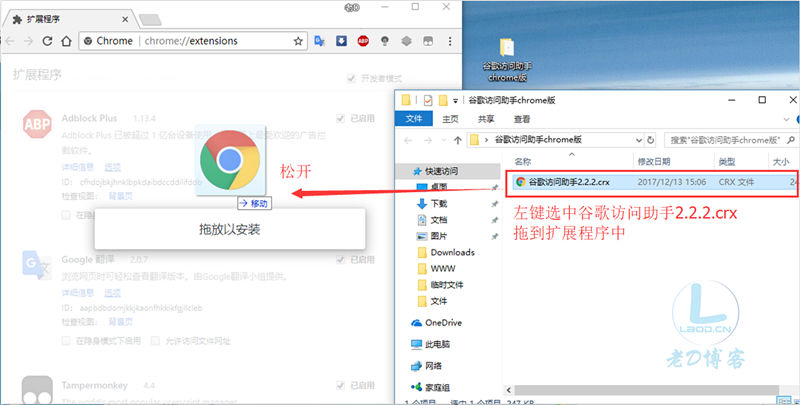 老D
扩展程序
Chrome
chrome://extensions
ABP
扩展程序
开发者模式
ABP
Adblock Plus 1.13.4
已启用
Adblock Plus 已被超过 1 亿台设备使用
最受欢迎的广告拦
截软件。
详细信息 选项
检查视图: 背景页
松开
移动
拖放以安装
Google 翻译 2.0.7
已启用
浏览网页时可轻松查看翻译版本。由Google翻译小组提供。
详细信息 选项
ID: aapbdbdomjkkjkaonfhkkikfgjllcleb
检查视图: 背景页
在隐身模式下启用 允许访问文件网址
Tampermonkey 4.4
已启用
The world's most popular userscript manager
谷歌访问助手
chrome版
谷歌访问助手chrome版
文件 主页 共享 查看
谷歌访问助手chrome版
搜索"谷歌访问助手chrome版"
名称 修改日期 类型 大小
谷歌访问助手2.2.2.crx 2017/12/13 15:06 CRX 文件 24
快速访问
桌面
下载
文档
图片
Downloads
WWW
临时文件
文件
OneDrive
此电脑
网络
家庭组
左键选中谷歌访问助手2.2.2.crx
拖到扩展程序中
L
LAOD.CN
老D博客
1 个项目 选中 1 个项目 247 KB